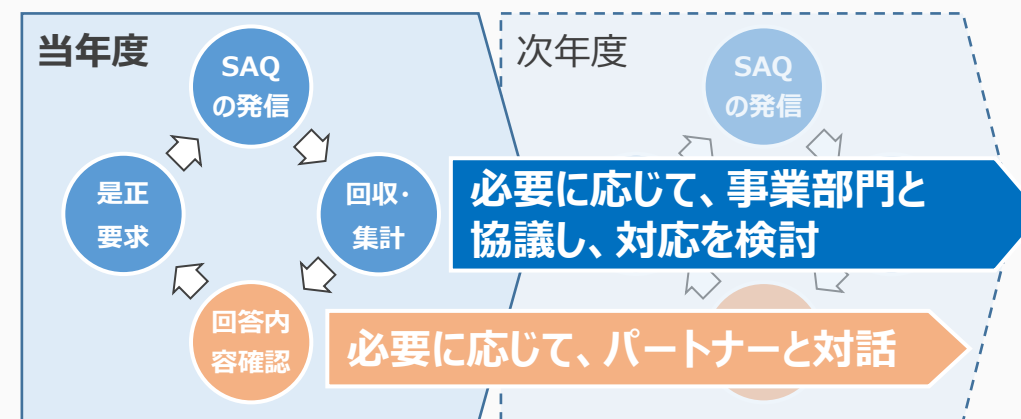 当年度
SAQ
の発信
回収・
集計
回答内
容確認
是正
要求
次年度
SAQ
の発信
必要に応じて、事業部門と
協議し、対応を検討
必要に応じて、パートナーと対話